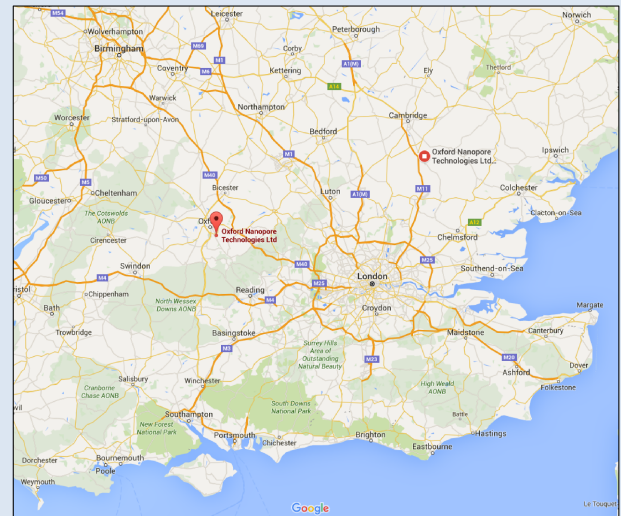 M54
Leicester
Norwich
Wolverhampton
Peterborough
Birmingham
M69
Corby
M5
A1(M)
Coventry
M6
Kettering
Ely
Thetford
A14
Warwick
Northampton
Cambridge
Worcester
Stratford-upon-Avon
Bedford
Oxford Nanopore
Technologies Ltd...
Ipswich
M1
M50
M5
M40
Cheltenham
Bicester
Luton
A1(M)
M11
Colchester
Gloucester
The Cotswolds
AONB
Clacton-on-Sea
Oxf
Oxford Nanopore
Technologies Ltd
A12
Chelmsford
Cirencester
M40
M25
Swindon
London
Southend-on-Sea
M4
M25
ristol
Chippenham
Reading
M4
Croydon
North Wessex
Downs AONB
Margate
Bath
Trowbridge
Basingstoke
Maidstone
Canterbury
M3
Surrey Hills
Area of
Outstanding
Natural Beauty
M23
M20
Dover
Ashford
Salisbury
Cranborne
Chase AONB
Winchester
High Weald
AONB
Folkestone
vil
South Downs
National Park
Battle
Southampton
New Forest
National Park
Hastings
Portsmouth
Chichester
Brighton
Eastbourne
Dorchester
Bournemouth
Poole
Weymouth
Google
Le Touquet